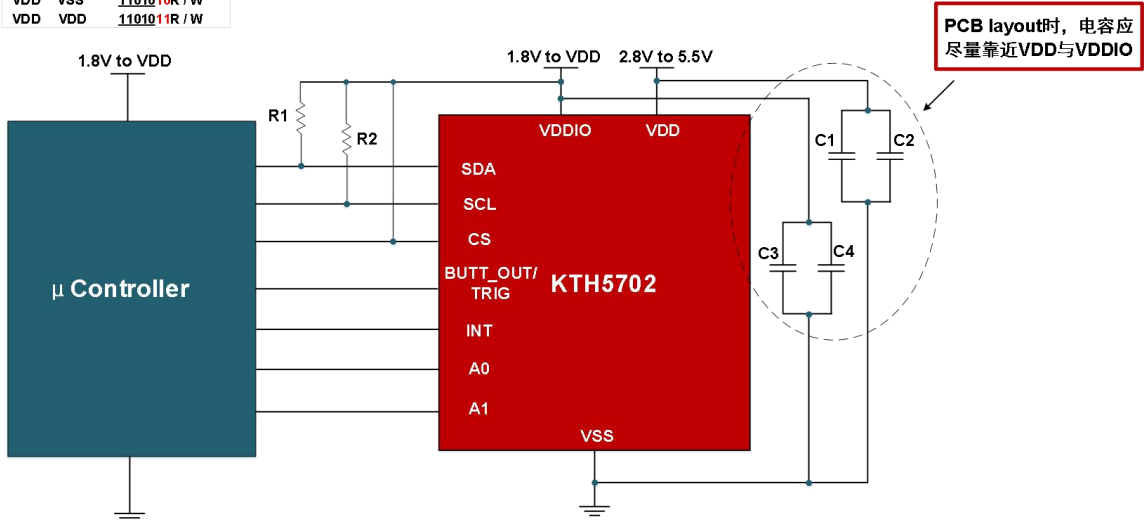 VDD VSS 1101010R / W
VDD VDD 1101011R / W
PCB layout时，电容应
尽量靠近VDD与VDDIO
1.8V to VDD
1.8V to VDD
2.8V to 5.5V
R1
R2
VDDIO
VDD
C1
C2
SDA
SCL
CS
BUTT_OUT/
TRIG
INT
A0
A1
μ Controller
KTH5702
C3
C4
VSS